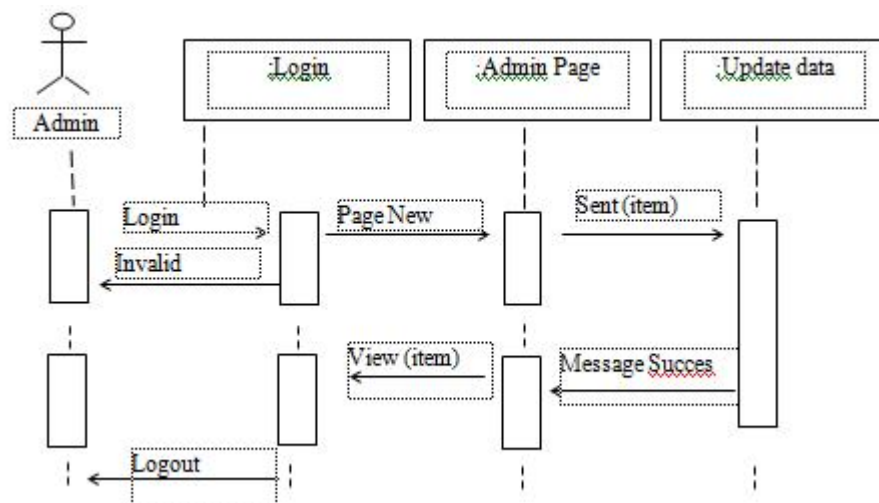 :Login
:Admin Page
:Update data
Admin
Login
Page New
Sent (item)
Invalid
View (item)
Message Succes
Logout